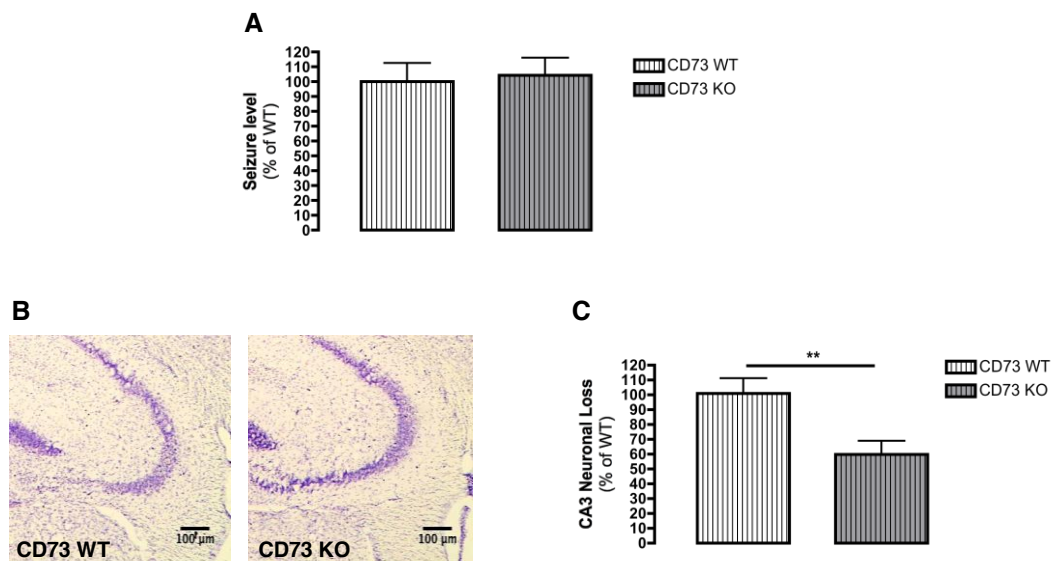 A
Seizure level
(% of WT)
120
110
100
90
80
70
60
50
40
30
20
10
0
CD73 WT
CD73 KO
B
CD73 WT
100 µm
CD73 KO
100 µm
C
CA3 Neuronal Loss
(% of WT)
120
110
100
90
80
70
60
50
40
30
20
10
0
**
CD73 WT
CD73 KO